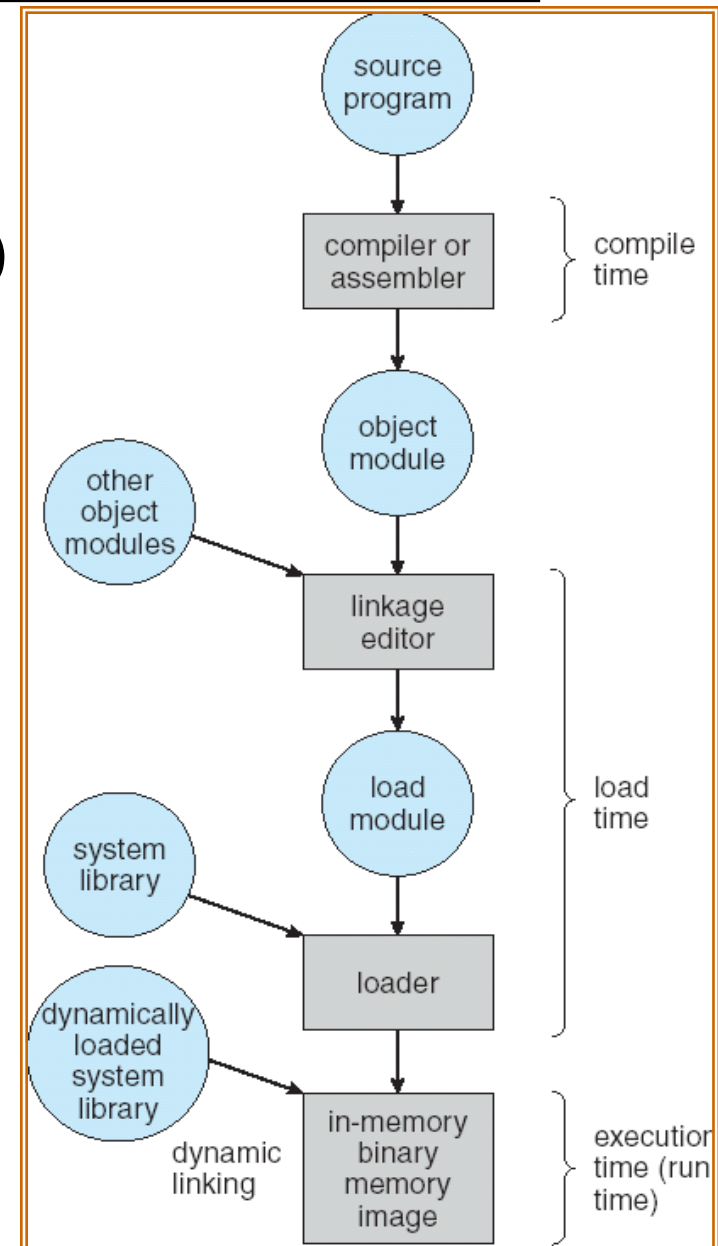 source
program
)
compiler or
assembler
compile
time
object
module
other
object
modules
linkage
editor
load
module
load
time
system
library
loader
dynamically
loaded
system
library
dynamic
linking
in-memory
binary
memory
image
execution
time (run
time)